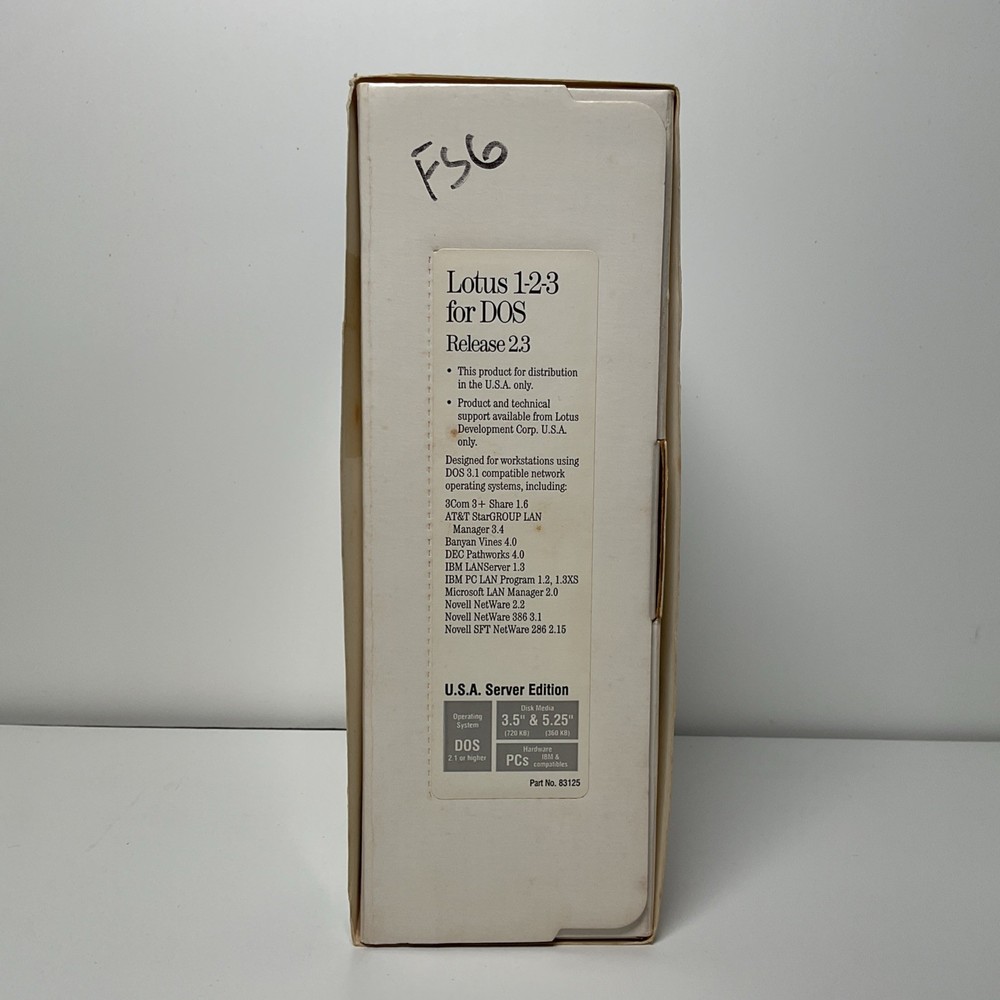 FS6
Lotus 1-2-3
for DOS
Release 2.3
• This product for distribution
in the U.S.A. only.
• Product and technical
support available from Lotus
Development Corp. U.S.A.
only.
Designed for workstations using
DOS 3.1 compatible network
operating systems, including:
3Com 3+ Share 1.6
AT&T StarGROUP LAN
Manager 3.4
Banyan Vines 4.0
DEC Pathworks 4.0
IBM LANServer 1.3
IBM PC LAN Program 1.2, 1.3XS
Microsoft LAN Manager 2.0
Novell NetWare 2.2
Novell NetWare 386 3.1
Novell SFT NetWare 286 2.15
U.S.A. Server Edition
Operating
System
DOS
2.1 or higher
Disk Media
3.5" & 5.25"
(720 KB) (360 KB)
Hardware
PCs IBM &
compatibles
Part No. 83125